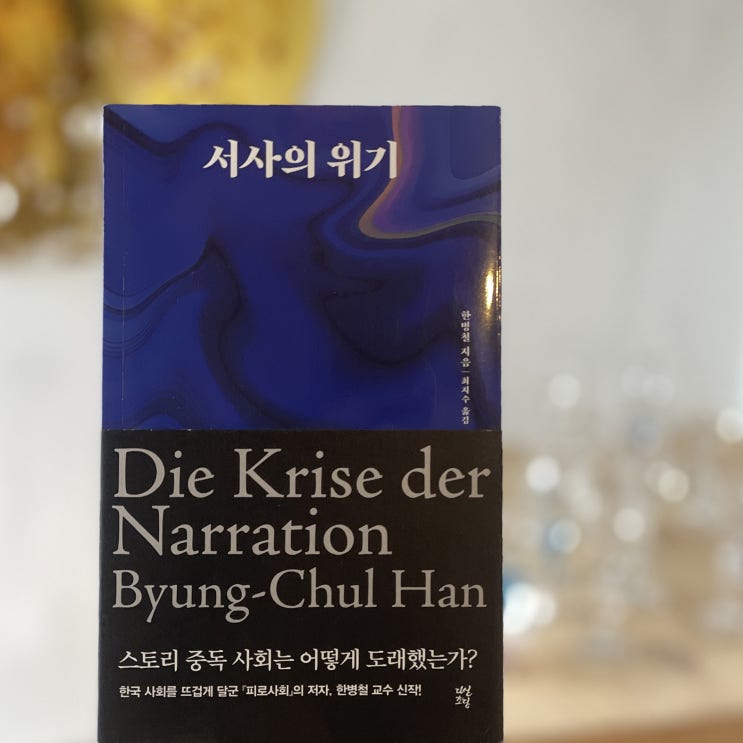 서사의 위기
한병철 지음 | 최지수 옮김
Die Krise der
Narration
Byung-Chul Han
스토리 중독 사회는 어떻게 도래했는가?
한국 사회를 뜨겁게 달군 『피로사회』의 저자, 한병철 교수 신작!
다산
초당